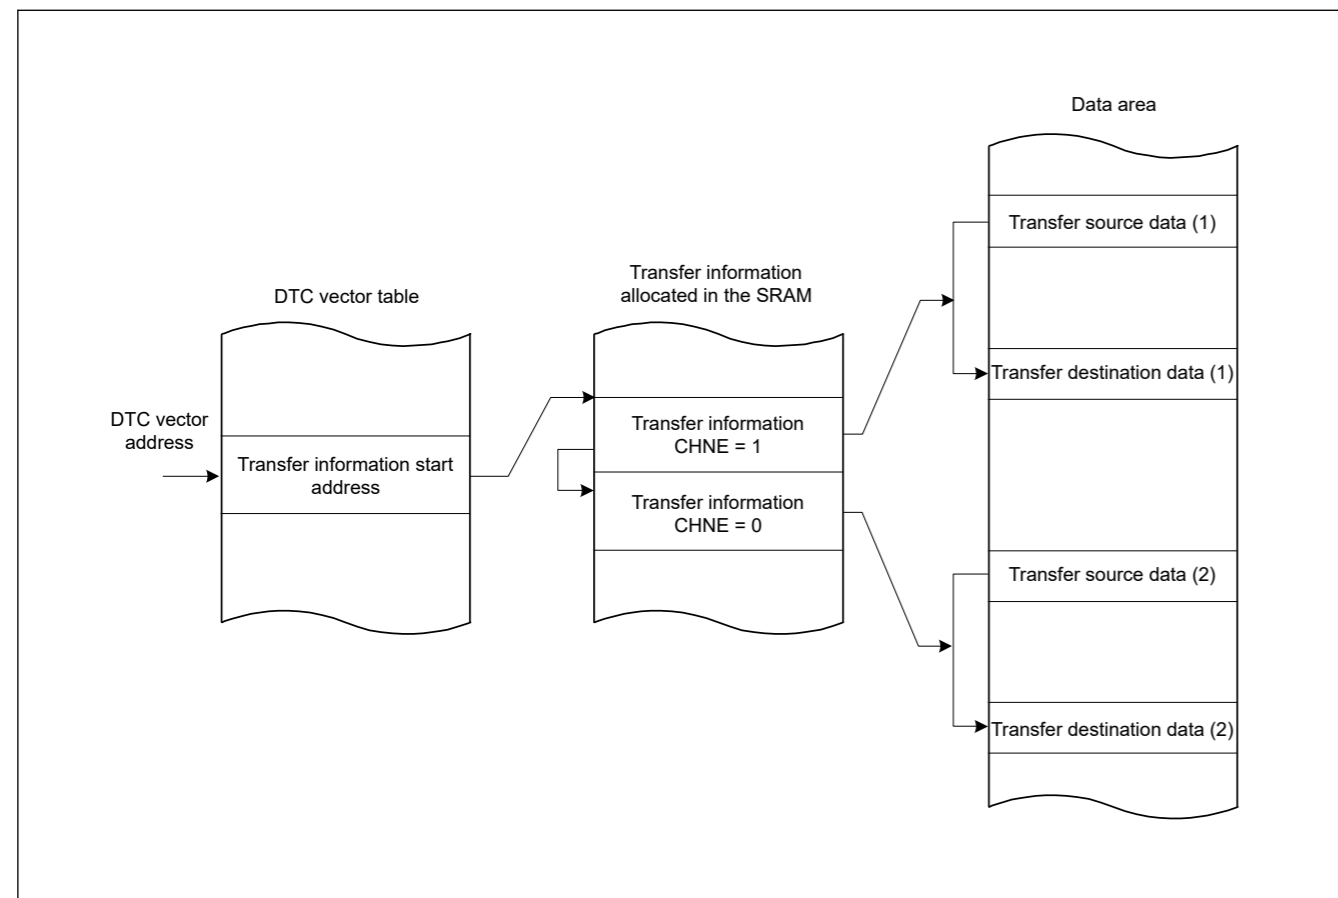 Data area
Transfer source data (1)
Transfer information
allocated in the SRAM
DTC vector table
Transfer destination data (1)
DTC vector
address
Transfer information start
address
Transfer information
CHNE = 1
Transfer information
CHNE = 0
Transfer source data (2)
Transfer destination data (2)